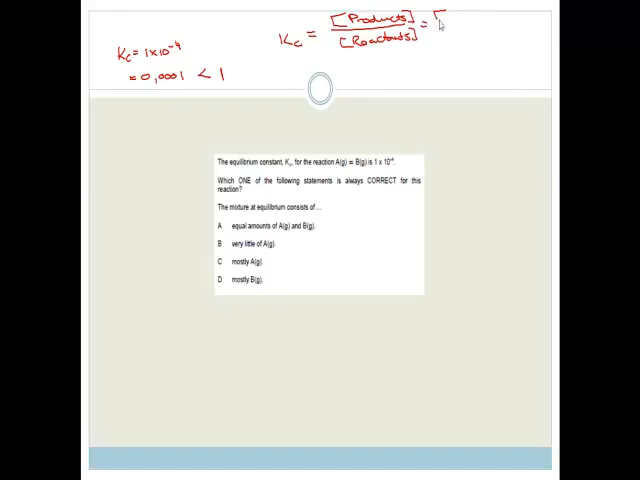 Kc = [Products] / [Reactants] = [
Kc = 1x10⁻⁴
= 0,0001 < 1
The equilibrium constant, Kc, for the reaction A(g) ⇌ B(g) is 1 x 10⁻⁴.
Which ONE of the following statements is always CORRECT for this
reaction?
The mixture at equilibrium consists of ...
A equal amounts of A(g) and B(g).
B very little of A(g).
C mostly A(g).
D mostly B(g).